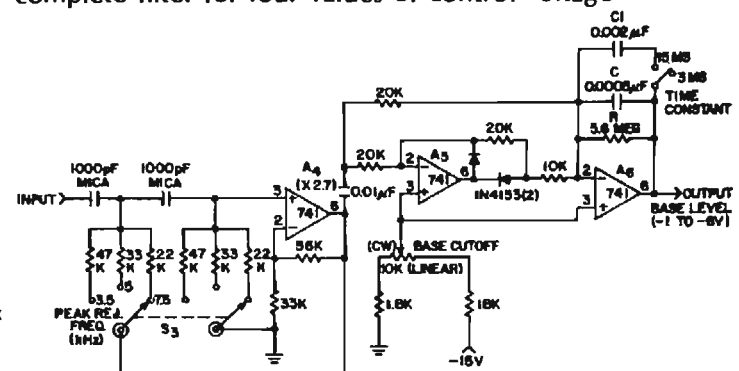 complete filter for four values of control voltage
C1
0.002µF
15 MS
3 MS
C
0.0005µF
TIME
CONSTANT
R
5.6 MEG
20K
20K
20K
A5
2
3
741
6
1N4153(2)
10K
A6
2
3
741
6
OUTPUT
BASE LEVEL
(-1 TO -6V)
1000pF
MICA
1000pF
MICA
INPUT
A4
(X 2.7)
3
2
741
6
0.01µF
56K
33K
47
K
33
K
22
K
47
K
33
K
22
K
3.5
5
7.5
PEAK REJ.
FREQ.
(kHz)
S3
(CW)
BASE CUTOFF
10K (LINEAR)
1.8K
18K
-15V